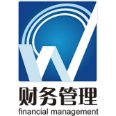 财务管理
financial management